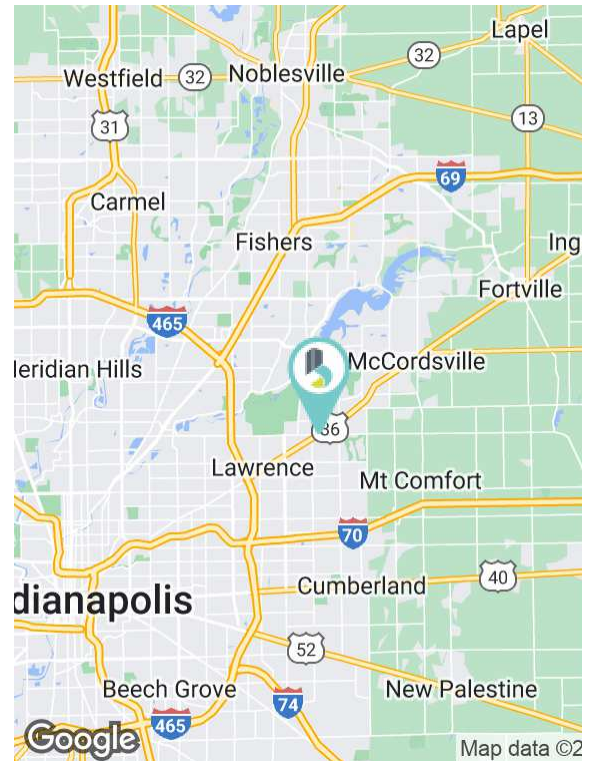 Lapel
32
Westfield
32
Noblesville
31
13
69
Carmel
Fishers
Ing
Fortville
465
McCordsville
leridian Hills
36
Lawrence
Mt Comfort
70
40
Cumberland
dianapolis
52
Beech Grove
New Palestine
74
465
Google
Map data ©2